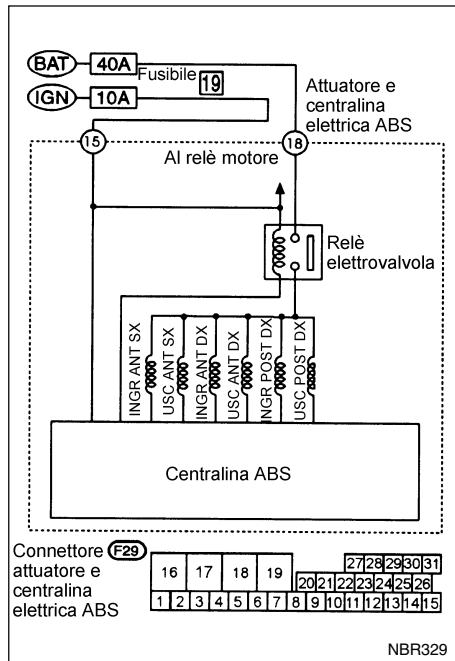 BAT 40A
Fusibile 19
IGN 10A
Attuatore e
centralina
elettrica ABS
15
18
Al relè motore
Relè
elettrovalvola
INGR ANT SX
USC ANT SX
INGR ANT DX
USC ANT DX
INGR POST DX
USC POST DX
Centralina ABS
Connettore F29
attuatore e
centralina
elettrica ABS
27 28 29 30 31
16 17 18 19
20 21 22 23 24 25 26
1 2 3 4 5 6 7 8 9 10 11 12 13 14 15
NBR329